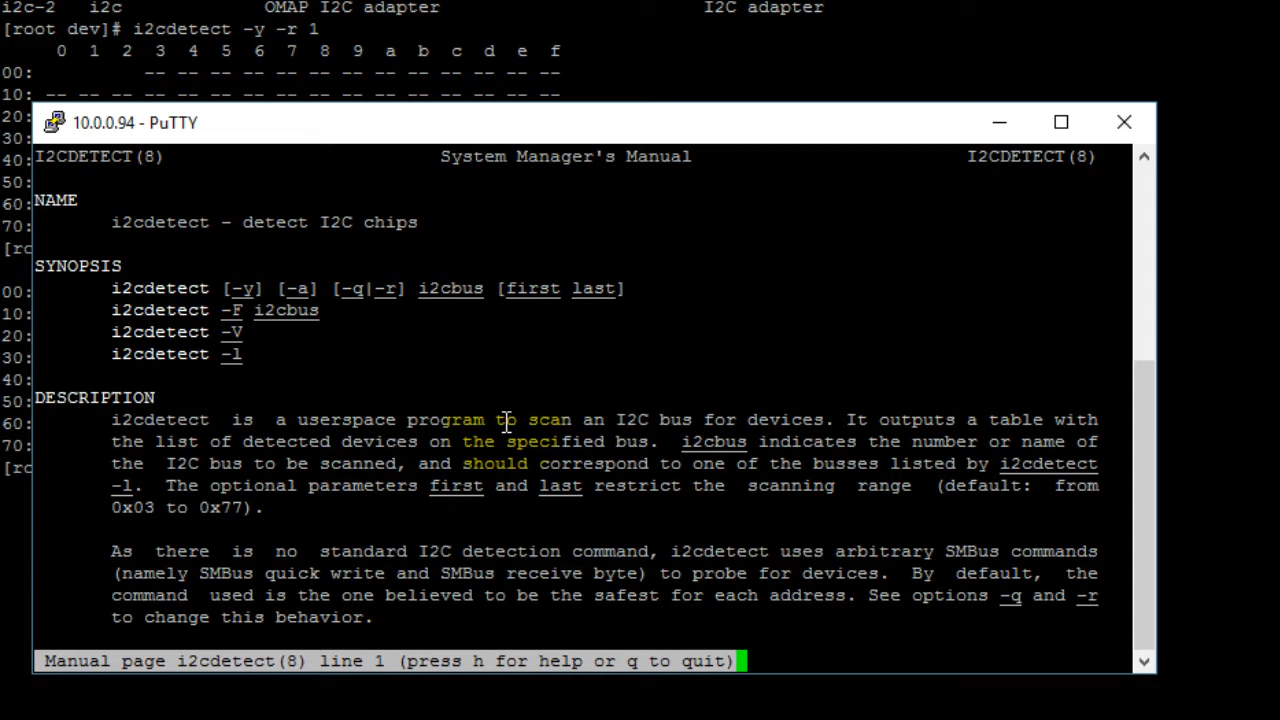 i2c-2 i2c OMAP I2C adapter I2C adapter
[root dev]# i2cdetect -y -r 1
0 1 2 3 4 5 6 7 8 9 a b c d e f
00: -- -- -- -- -- -- -- -- -- -- -- -- --
10: -- -- -- -- -- -- -- -- -- -- -- -- -- -- -- --
20:
30:
40:
50:
60:
70:
[ro
00:
10:
20:
30:
40:
50:
60:
70:
[ro
10.0.0.94 - PuTTY
I2CDETECT(8) System Manager's Manual I2CDETECT(8)
NAME
i2cdetect - detect I2C chips
SYNOPSIS
i2cdetect [-y] [-a] [-q|-r] i2cbus [first last]
i2cdetect -F i2cbus
i2cdetect -V
i2cdetect -l
DESCRIPTION
i2cdetect is a userspace program to scan an I2C bus for devices. It outputs a table with
the list of detected devices on the specified bus. i2cbus indicates the number or name of
the I2C bus to be scanned, and should correspond to one of the busses listed by i2cdetect
-l. The optional parameters first and last restrict the scanning range (default: from
0x03 to 0x77).
As there is no standard I2C detection command, i2cdetect uses arbitrary SMBus commands
(namely SMBus quick write and SMBus receive byte) to probe for devices. By default, the
command used is the one believed to be the safest for each address. See options -q and -r
to change this behavior.
Manual page i2cdetect(8) line 1 (press h for help or q to quit)